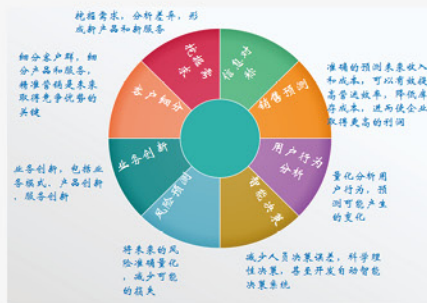 挖掘需求，分析差异，形
成新产品和新服务
细分客户群，细
分产品和服务，
精准营销是未来
取得竞争优势的
关键
准确的预测未来收入
和成本，可以有效提
高营运效率，降低库
存成本，进而使企业
取得更高的利润
挖掘需
求
信息对
称
客户细分
销售预测
业务创新
用户行为
分析
风险预测
智能决策
业务创新，包括业
务模式、产品创新、
服务创新
量化分析用
户行为，预
测可能产生
的变化
将未来的风
险准确量化
，减少可能
的损失
减少人员决策误差，科学理
性决策，甚至开发自动智能
决策系统